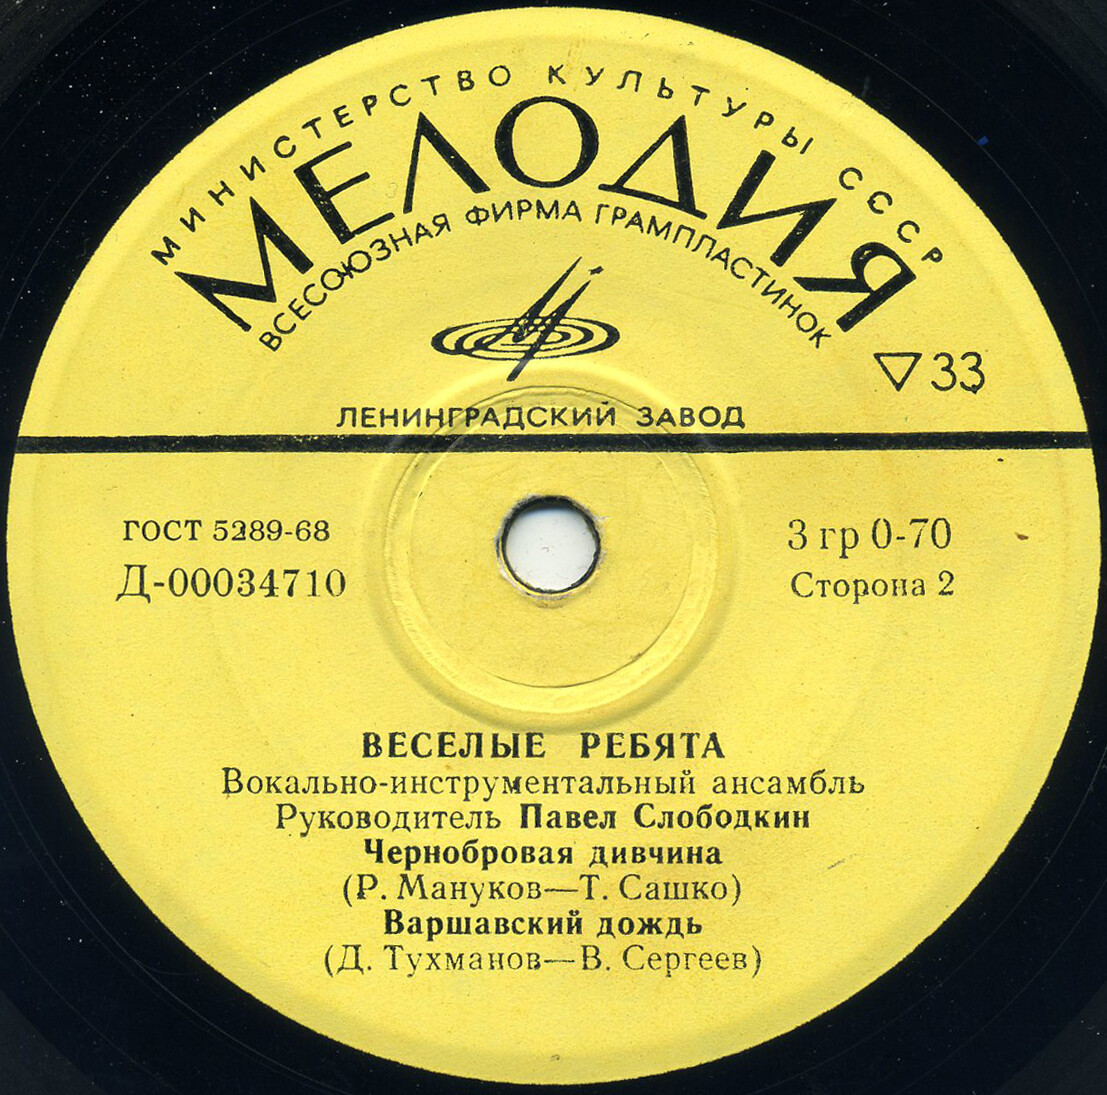 МИНИСТЕРСТВО КУЛЬТУРЫ СССР
МЕЛОДИЯ
ВСЕСОЮЗНАЯ ФИРМА ГРАМПЛАСТИНОК
33
ЛЕНИНГРАДСКИЙ ЗАВОД
ГОСТ 5289-68
Д-00034710
3 гр 0-70
Сторона 2
ВЕСЕЛЫЕ РЕБЯТА
Вокально-инструментальный ансамбль
Руководитель Павел Слободкин
Чернобровая дивчина
(Р. Мануков—Т. Сашко)
Варшавский дождь
(Д. Тухманов—В. Сергеев)